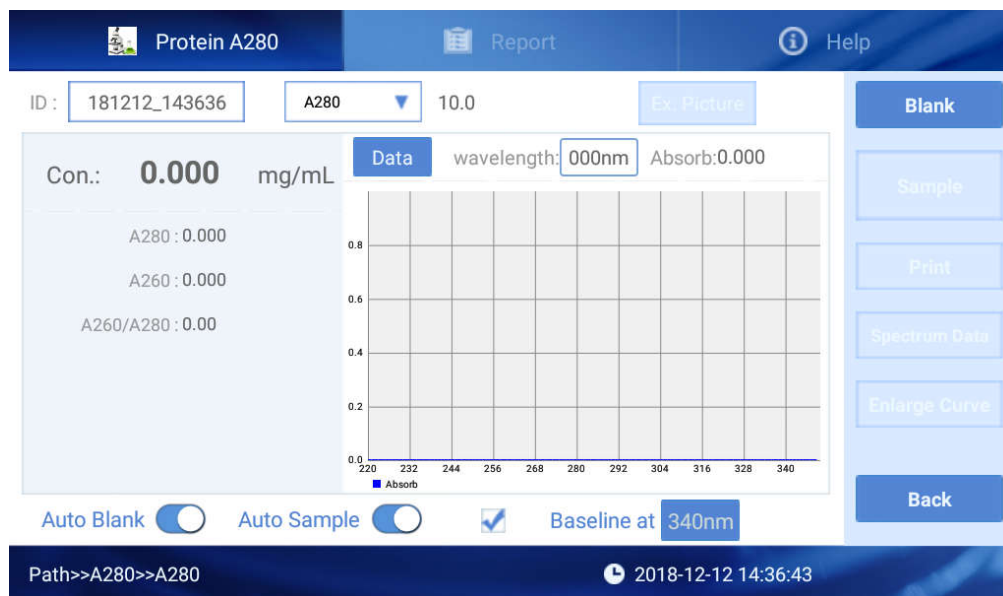 Protein A280 Report Help
ID : 181212_143636 A280 10.0 Ex. Picture Blank
Con.: 0.000 mg/mL Data wavelength: 000nm Absorb:0.000
Sample
A280 : 0.000
A260 : 0.000
A260/A280 : 0.00
0.8
0.6
0.4
0.2
0.0
220 232 244 256 268 280 292 304 316 328 340
Absorb
Print
Spectrum Data
Enlarge Curve
Back
Auto Blank Auto Sample Baseline at 340nm
Path>>A280>>A280 2018-12-12 14:36:43